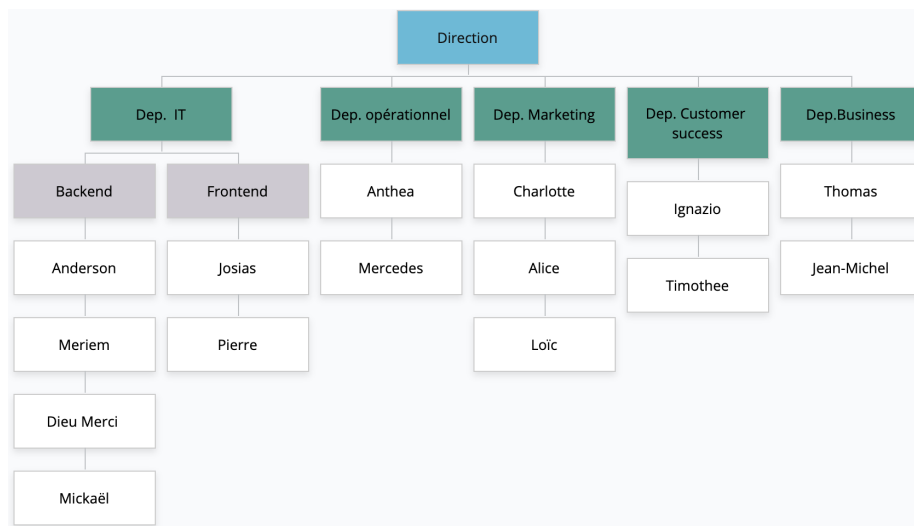 Direction
Dep.  IT
Dep. opérationnel
Dep. Marketing
Dep. Customer
success
Dep.Business
Backend
Frontend
Anthea
Charlotte
Ignazio
Thomas
Anderson
Josias
Mercedes
Alice
Timothee
Jean-Michel
Meriem
Pierre
Loïc
Dieu Merci
Mickaël